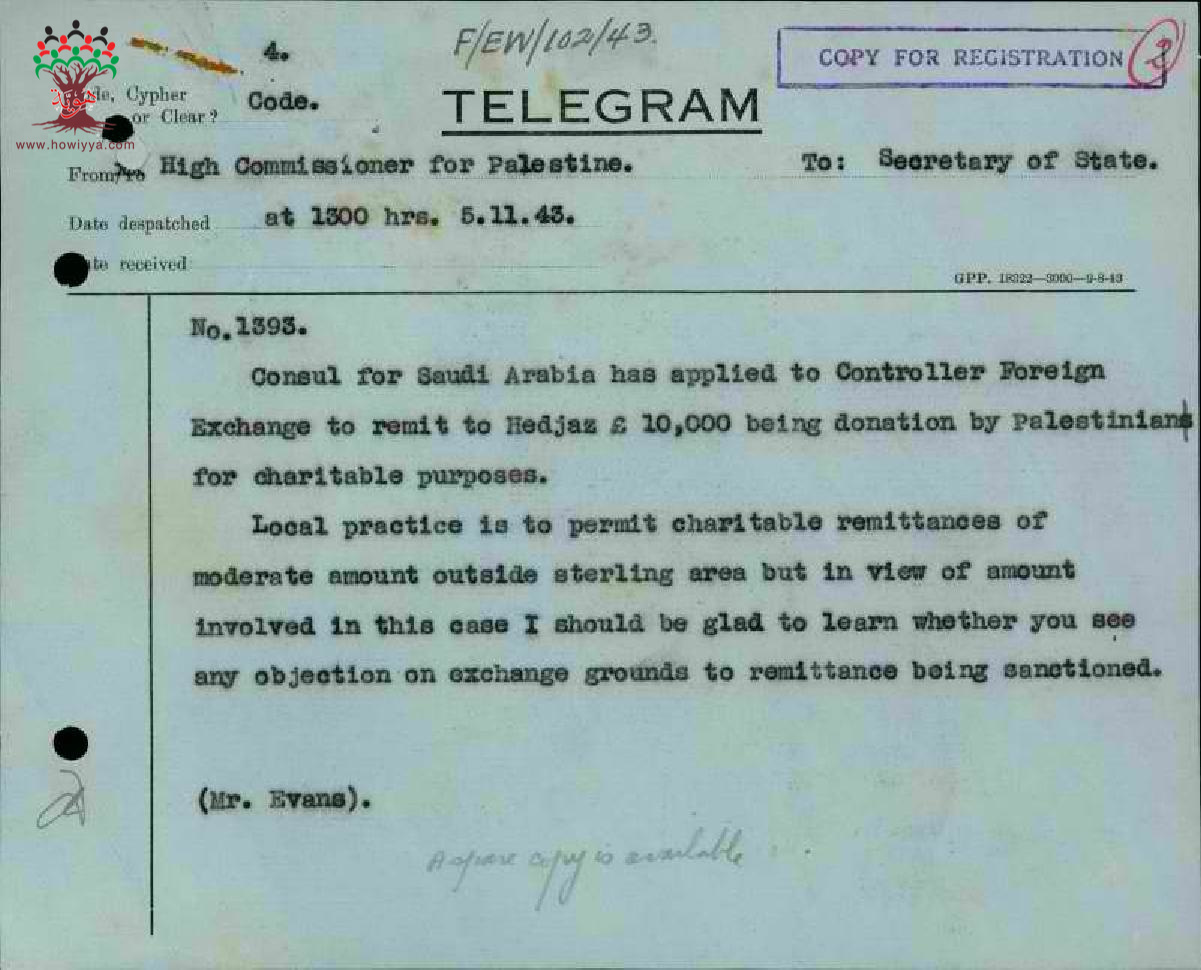 4.
F/EW/102/43.
COPY FOR REGISTRATION
2
Cypher
or Clear?
Code.
TELEGRAM
www.howiyya.com
From High Commissioner for Palestine. To: Secretary of State.
Date despatched at 1300 hrs. 5.11.43.
received
GPP. 18322—3000—9-8-43
No.1393.
Consul for Saudi Arabia has applied to Controller Foreign
Exchange to remit to Hedjaz £ 10,000 being donation by Palestinians
for charitable purposes.
Local practice is to permit charitable remittances of
moderate amount outside sterling area but in view of amount
involved in this case I should be glad to learn whether you see
any objection on exchange grounds to remittance being sanctioned.
(Mr. Evans).
A spare copy is available